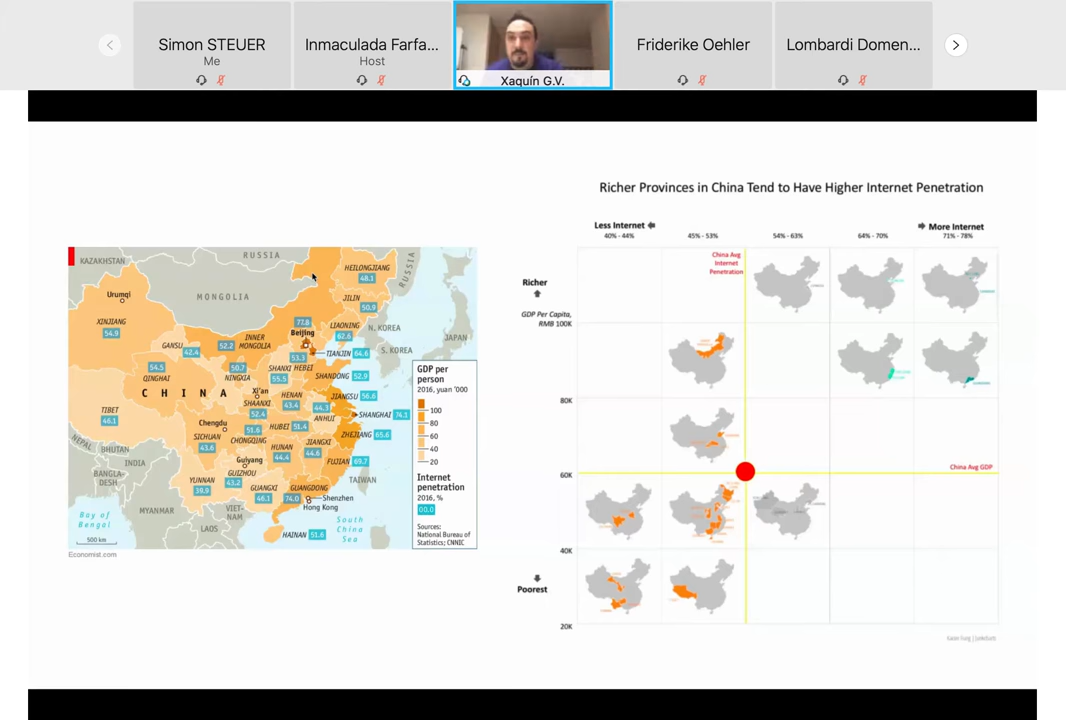 Simon STEUER
Me
Inmaculada Farfa...
Host
Xaquín G.V.
Friderike Oehler
Lombardi Domen...
KAZAKHSTAN
RUSSIA
RUSSIA
MONGOLIA
HEILONGJIANG
48.1
Urumqi
JILIN
50.9
XINJIANG
54.9
77.8
Beijing
LIAONING
62.6
N. KOREA
JAPAN
GANSU
42.4
52.2
INNER
MONGOLIA
TIANJIN 64.6
S. KOREA
54.5
QINGHAI
50.7
NINGXIA
SHANXI
55.5
53.3
HEBEI
SHANDONG 52.9
CHINA
Xi'an
SHAANXI
52.4
HENAN
43.4
44.3
ANHUI
JIANGSU 56.6
SHANGHAI 74.1
TIBET
46.1
Chengdu
SICHUAN
43.6
51.6
CHONGQING
HUBEI 51.4
ZHEJIANG 65.6
NEPAL
BHUTAN
INDIA
BANGLA-
DESH
Guiyang
GUIZHOU
43.2
HUNAN
44.4
JIANGXI
44.6
FUJIAN 69.7
YUNNAN
39.9
GUANGXI
46.1
GUANGDONG
74.0
Shenzhen
Hong Kong
TAIWAN
MYANMAR
VIET-
NAM
LAOS
Bay of
Bengal
South
China
Sea
HAINAN 51.6
500 km
GDP per
person
2016, yuan '000
100
80
60
40
20
Internet
penetration
2016, %
00.0
Sources:
National Bureau of
Statistics; CNNIC
Economist.com
Richer Provinces in China Tend to Have Higher Internet Penetration
Less Internet
More Internet
40% - 44%
45% - 53%
54% - 63%
64% - 70%
71% - 78%
China Avg
Internet
Penetration
Richer
GDP Per Capita,
RMB 100K
80K
60K
China Avg GDP
40K
Poorest
20K